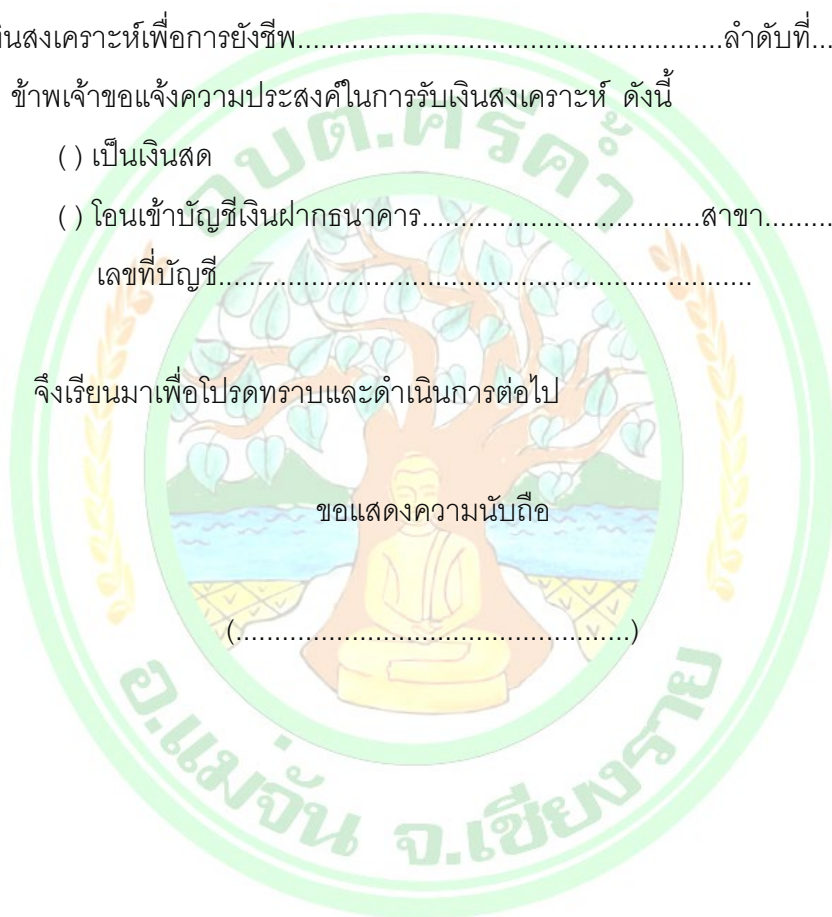 เงินสงเคราะห์เพื่อการยังชีพ.......................................................ลำดับที่...
ข้าพเจ้าขอแจ้งความประสงค์ในการรับเงินสงเคราะห์ ดังนี้
( ) เป็นเงินสด
( ) โอนเข้าบัญชีเงินฝากธนาคาร....................................สาขา.........
เลขที่บัญชี.....................................................................
จึงเรียนมาเพื่อโปรดทราบและดำเนินการต่อไป
ขอแสดงความนับถือ
(...................................................)
อบต.ศรีค้ำ
อ.แม่จัน จ.เชียงราย